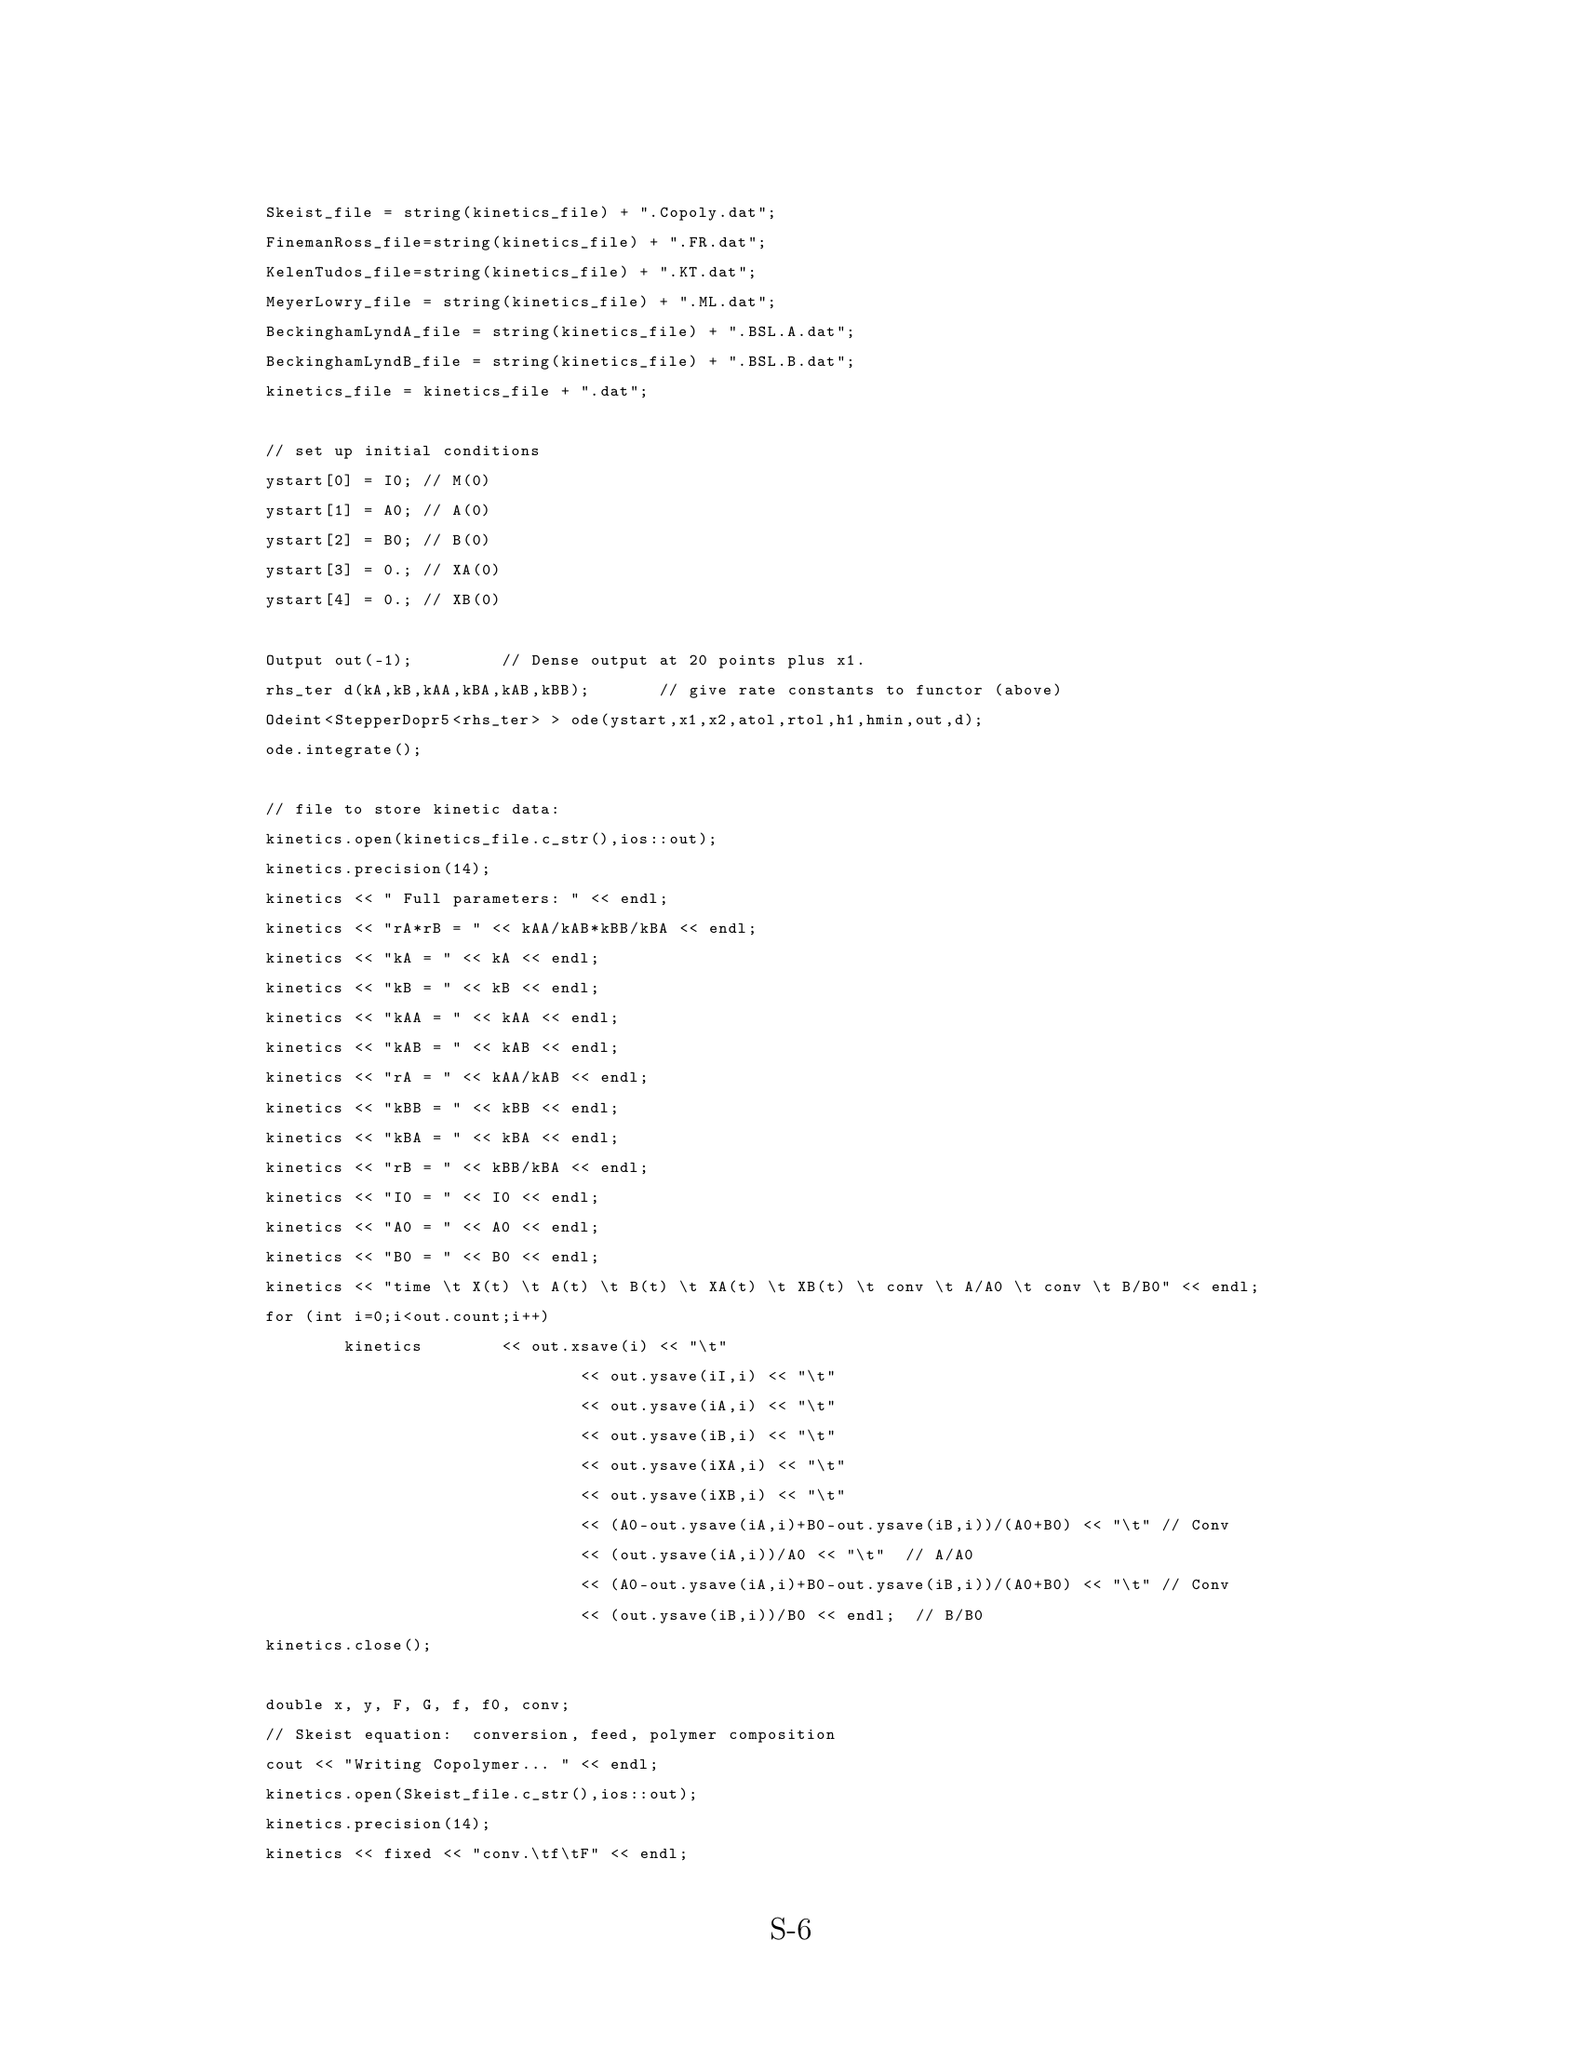 Skeist_file = string(kinetics_file) + ".Copoly.dat";
FinemanRoss_file=string(kinetics_file) + ".FR.dat";
KelenTudos_file=string(kinetics_file) + ".KT.dat";
MeyerLowry_file = string(kinetics_file) + ".ML.dat";
BeckinghamLyndA_file = string(kinetics_file) + ".BSL.A.dat";
BeckinghamLyndB_file = string(kinetics_file) + ".BSL.B.dat";
kinetics_file = kinetics_file + ".dat";

// set up initial conditions
ystart[0] = I0; // M(0)
ystart[1] = A0; // A(0)
ystart[2] = B0; // B(0)
ystart[3] = 0.; // XA(0)
ystart[4] = 0.; // XB(0)

Output out(-1);         // Dense output at 20 points plus x1.
rhs_ter d(kA,kB,kAA,kBA,kAB,kBB);       // give rate constants to functor (above)
Odeint<StepperDopr5<rhs_ter> > ode(ystart,x1,x2,atol,rtol,h1,hmin,out,d);
ode.integrate();

// file to store kinetic data:
kinetics.open(kinetics_file.c_str(),ios::out);
kinetics.precision(14);
kinetics << " Full parameters: " << endl;
kinetics << "rA*rB = " << kAA/kAB*kBB/kBA << endl;
kinetics << "kA = " << kA << endl;
kinetics << "kB = " << kB << endl;
kinetics << "kAA = " << kAA << endl;
kinetics << "kAB = " << kAB << endl;
kinetics << "rA = " << kAA/kAB << endl;
kinetics << "kBB = " << kBB << endl;
kinetics << "kBA = " << kBA << endl;
kinetics << "rB = " << kBB/kBA << endl;
kinetics << "I0 = " << I0 << endl;
kinetics << "A0 = " << A0 << endl;
kinetics << "B0 = " << B0 << endl;
kinetics << "time \t X(t) \t A(t) \t B(t) \t XA(t) \t XB(t) \t conv \t A/A0 \t conv \t B/B0" << endl;
for (int i=0;i<out.count;i++)
        kinetics        << out.xsave(i) << "\t"
                                << out.ysave(iI,i) << "\t"
                                << out.ysave(iA,i) << "\t"
                                << out.ysave(iB,i) << "\t"
                                << out.ysave(iXA,i) << "\t"
                                << out.ysave(iXB,i) << "\t"
                                << (A0-out.ysave(iA,i)+B0-out.ysave(iB,i))/(A0+B0) << "\t" // Conv
                                << (out.ysave(iA,i))/A0 << "\t"  // A/A0
                                << (A0-out.ysave(iA,i)+B0-out.ysave(iB,i))/(A0+B0) << "\t" // Conv
                                << (out.ysave(iB,i))/B0 << endl;  // B/B0
kinetics.close();

double x, y, F, G, f, f0, conv;
// Skeist equation:  conversion, feed, polymer composition
cout << "Writing Copolymer... " << endl;
kinetics.open(Skeist_file.c_str(),ios::out);
kinetics.precision(14);
kinetics << fixed << "conv.\tf\tF" << endl;

S-6